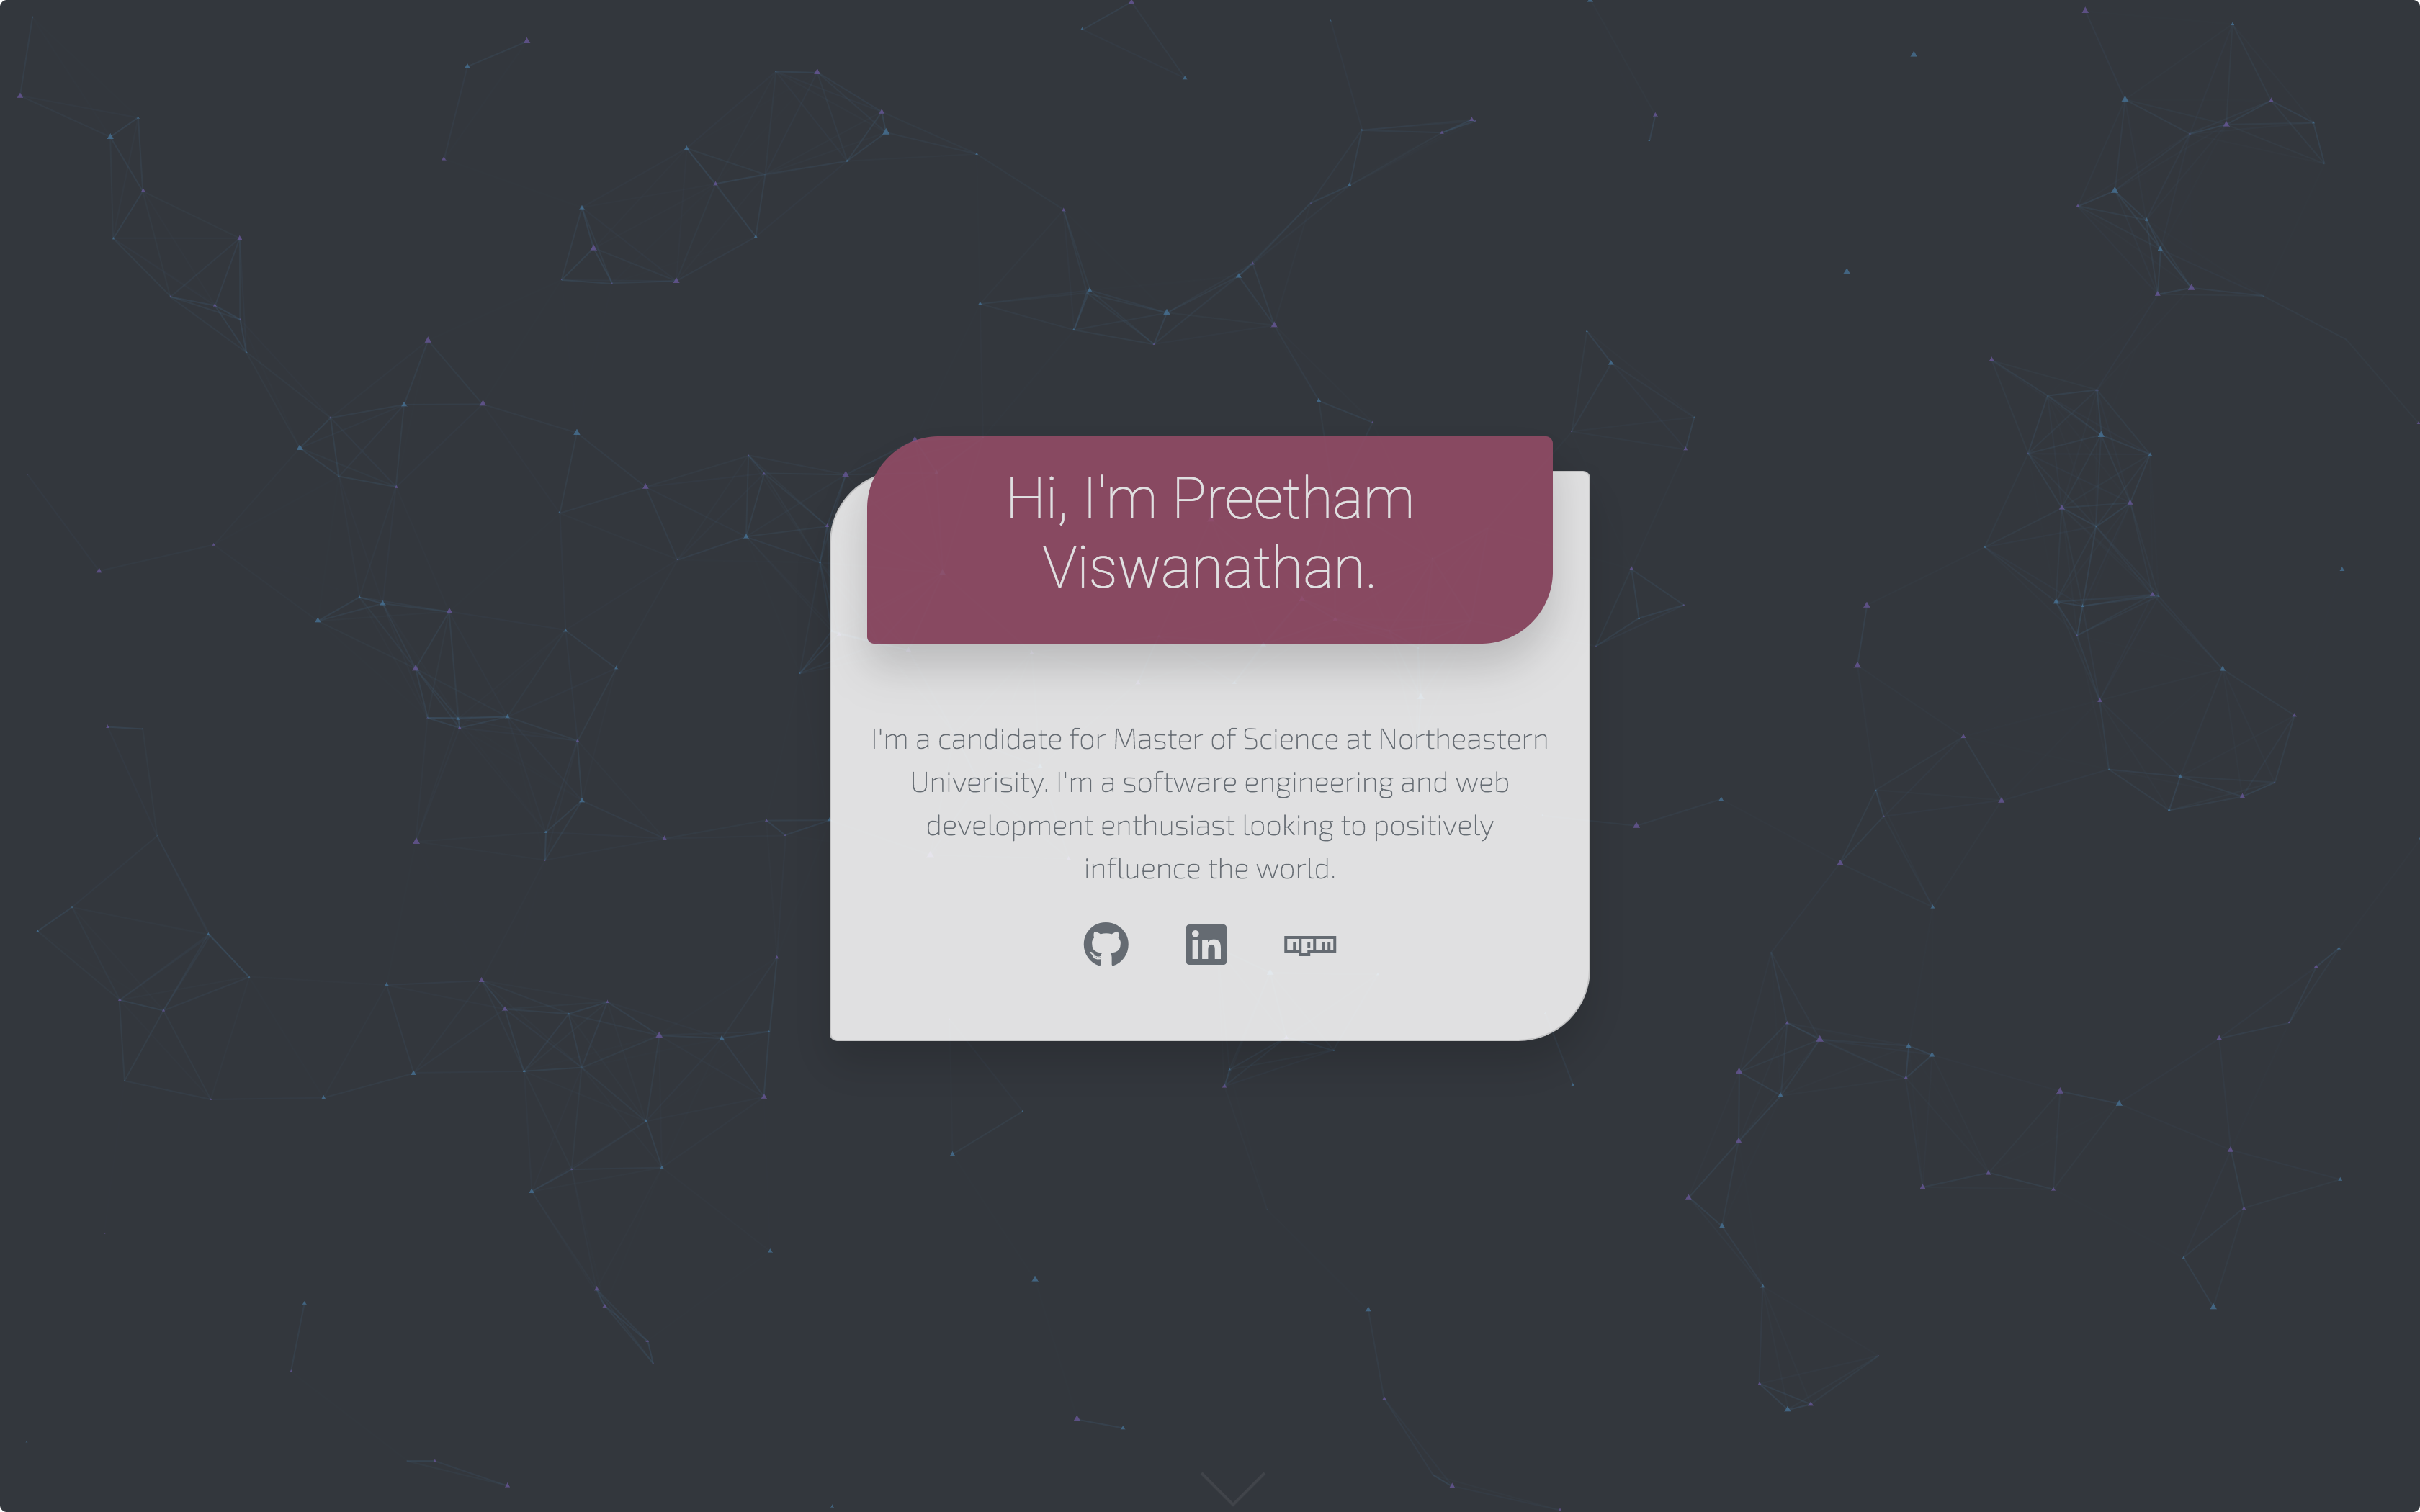 Hi, I'm Preetham
Viswanathan.
I'm a candidate for Master of Science at Northeastern
Univerisity. I'm a software engineering and web
development enthusiast looking to positively
influence the world.
in
npm